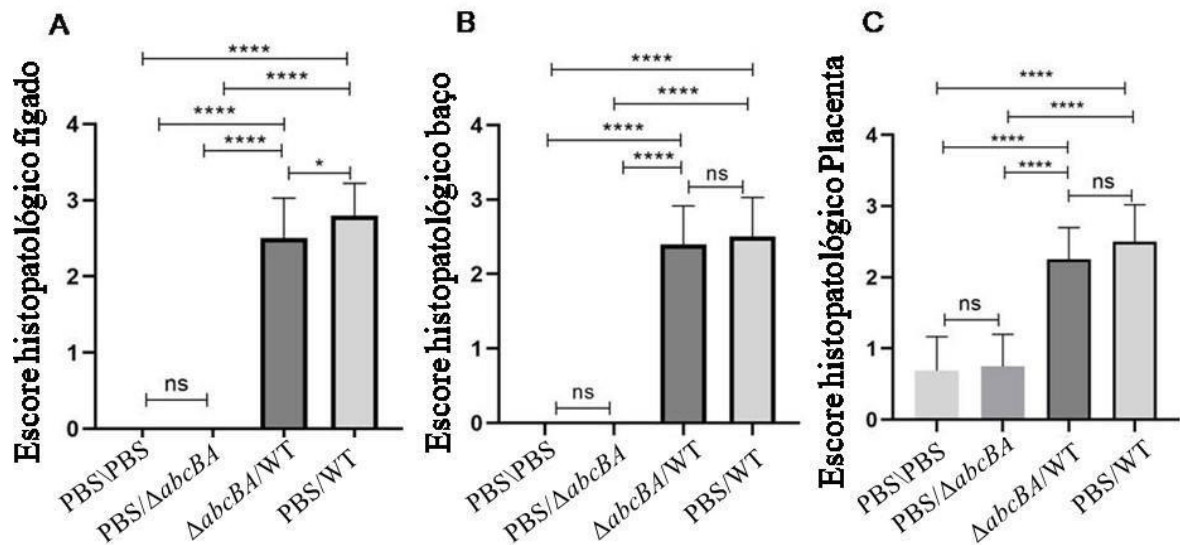 A
Escore histopatológico fígado
****
****
****
****
*
ns
4
3
2
1
0
PBS\PBS
PBS/ΔabcBA
ΔabcBA/WT
PBS/WT
B
Escore histopatológico baço
****
****
****
****
ns
ns
4
3
2
1
0
PBS\PBS
PBS/ΔabcBA
ΔabcBA/WT
PBS/WT
C
Escore histopatológico Placenta
****
****
****
****
ns
ns
4
3
2
1
0
PBS\PBS
PBS/ΔabcBA
ΔabcBA/WT
PBS/WT